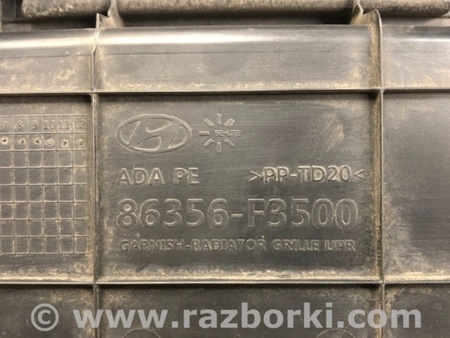 ADA PE >PP-TD20<
86356-F3500
GARNISH-RADIATOR GRILLE UPR
© www.razborki.com